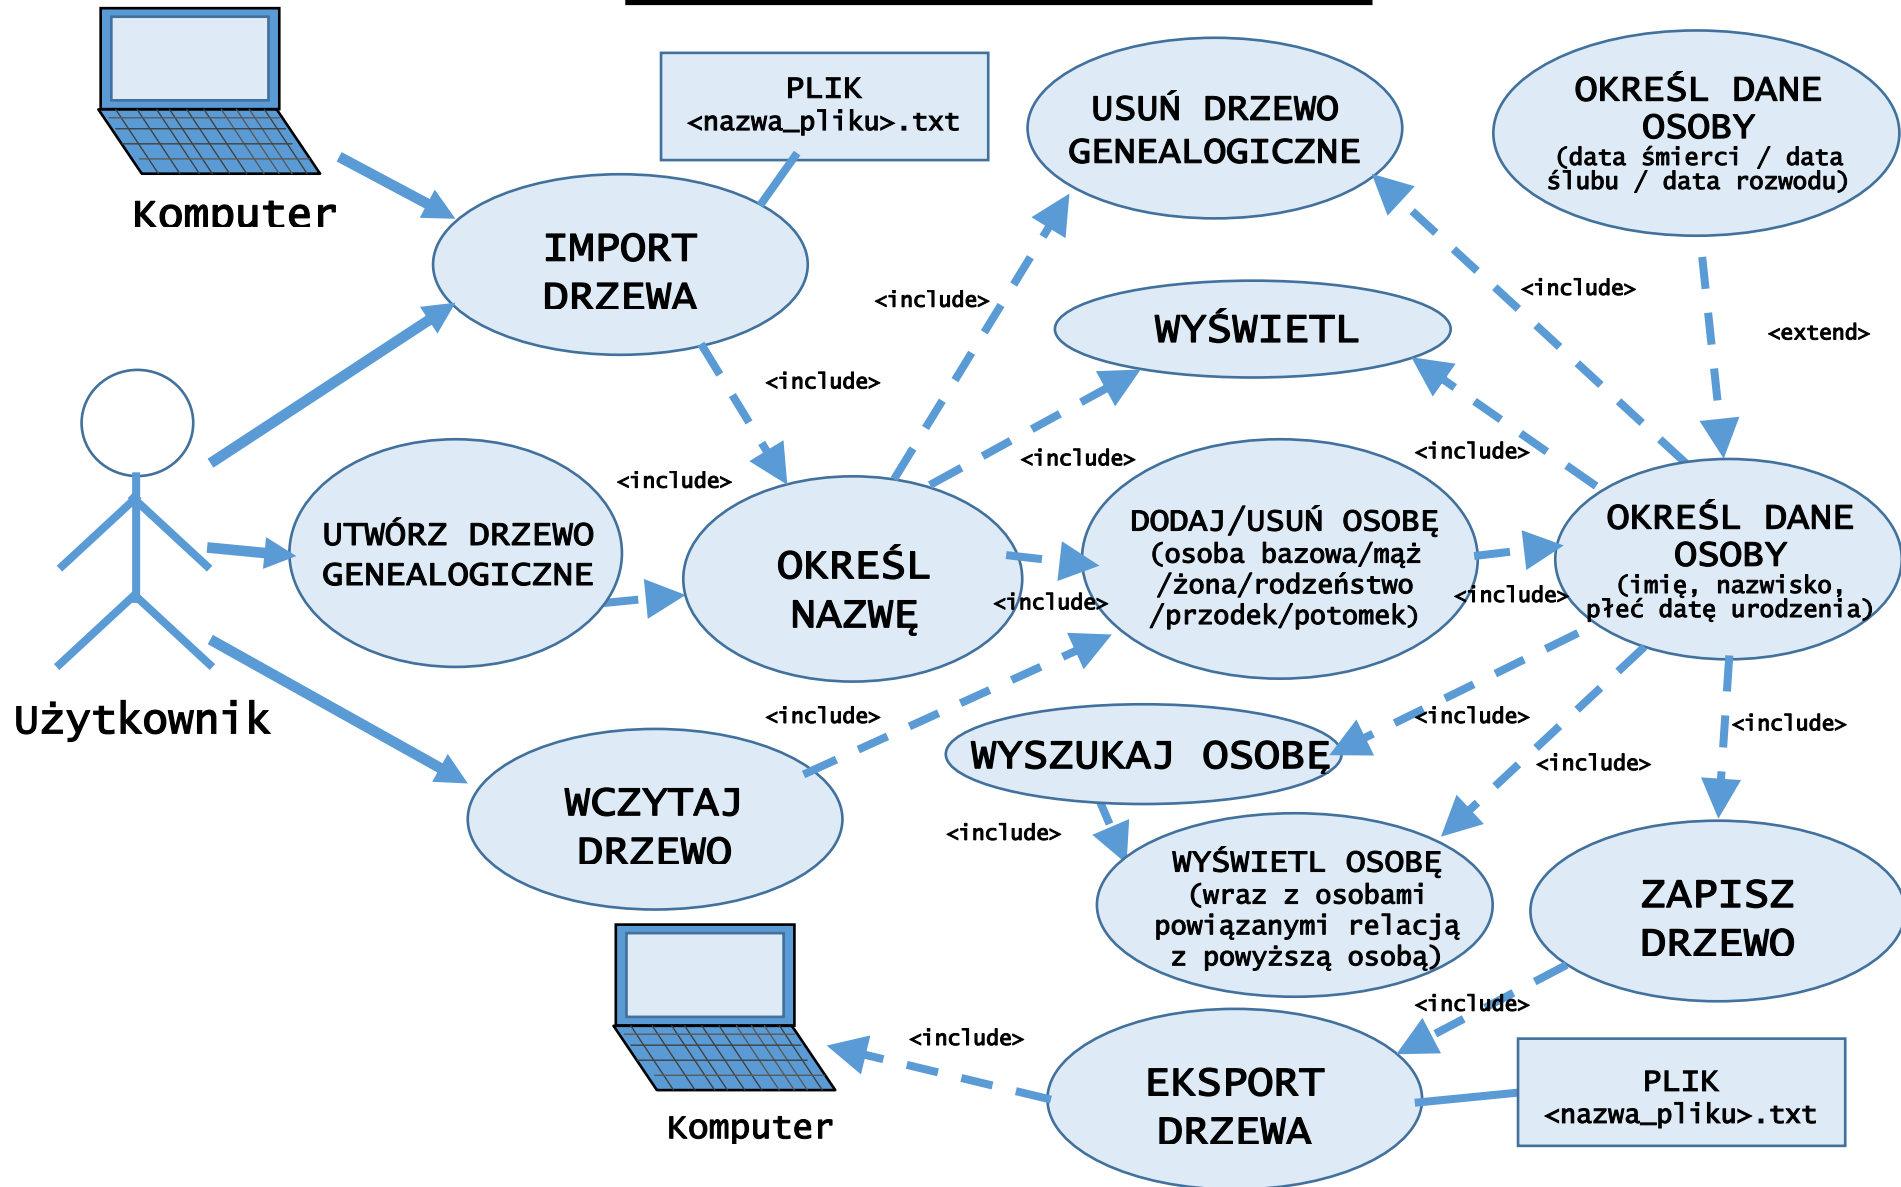 Komputer
PLIK
<nazwa_pliku>.txt
USUŃ DRZEWO
GENEALOGICZNE
OKREŚL DANE
OSOBY
(data śmierci / data
ślubu / data rozwodu)
IMPORT
DRZEWA
<include>
<include>
<extend>
WYŚWIETL
<include>
<include>
<include>
<include>
UTWÓRZ DRZEWO
GENEALOGICZNE
OKREŚL
NAZWĘ
<include>
DODAJ/USUŃ OSOBĘ
(osoba bazowa/mąż
/żona/rodzeństwo
/przodek/potomek)
<include>
OKREŚL DANE
OSOBY
(imię, nazwisko,
płeć datę urodzenia)
Użytkownik
<include>
<include>
<include>
<include>
WYSZUKAJ OSOBĘ
WCZYTAJ
DRZEWO
<include>
WYŚWIETL OSOBĘ
(wraz z osobami
powiązanymi relacją
z powyższą osobą)
ZAPISZ
DRZEWO
<include>
<include>
EKSPORT
DRZEWA
PLIK
<nazwa_pliku>.txt
Komputer